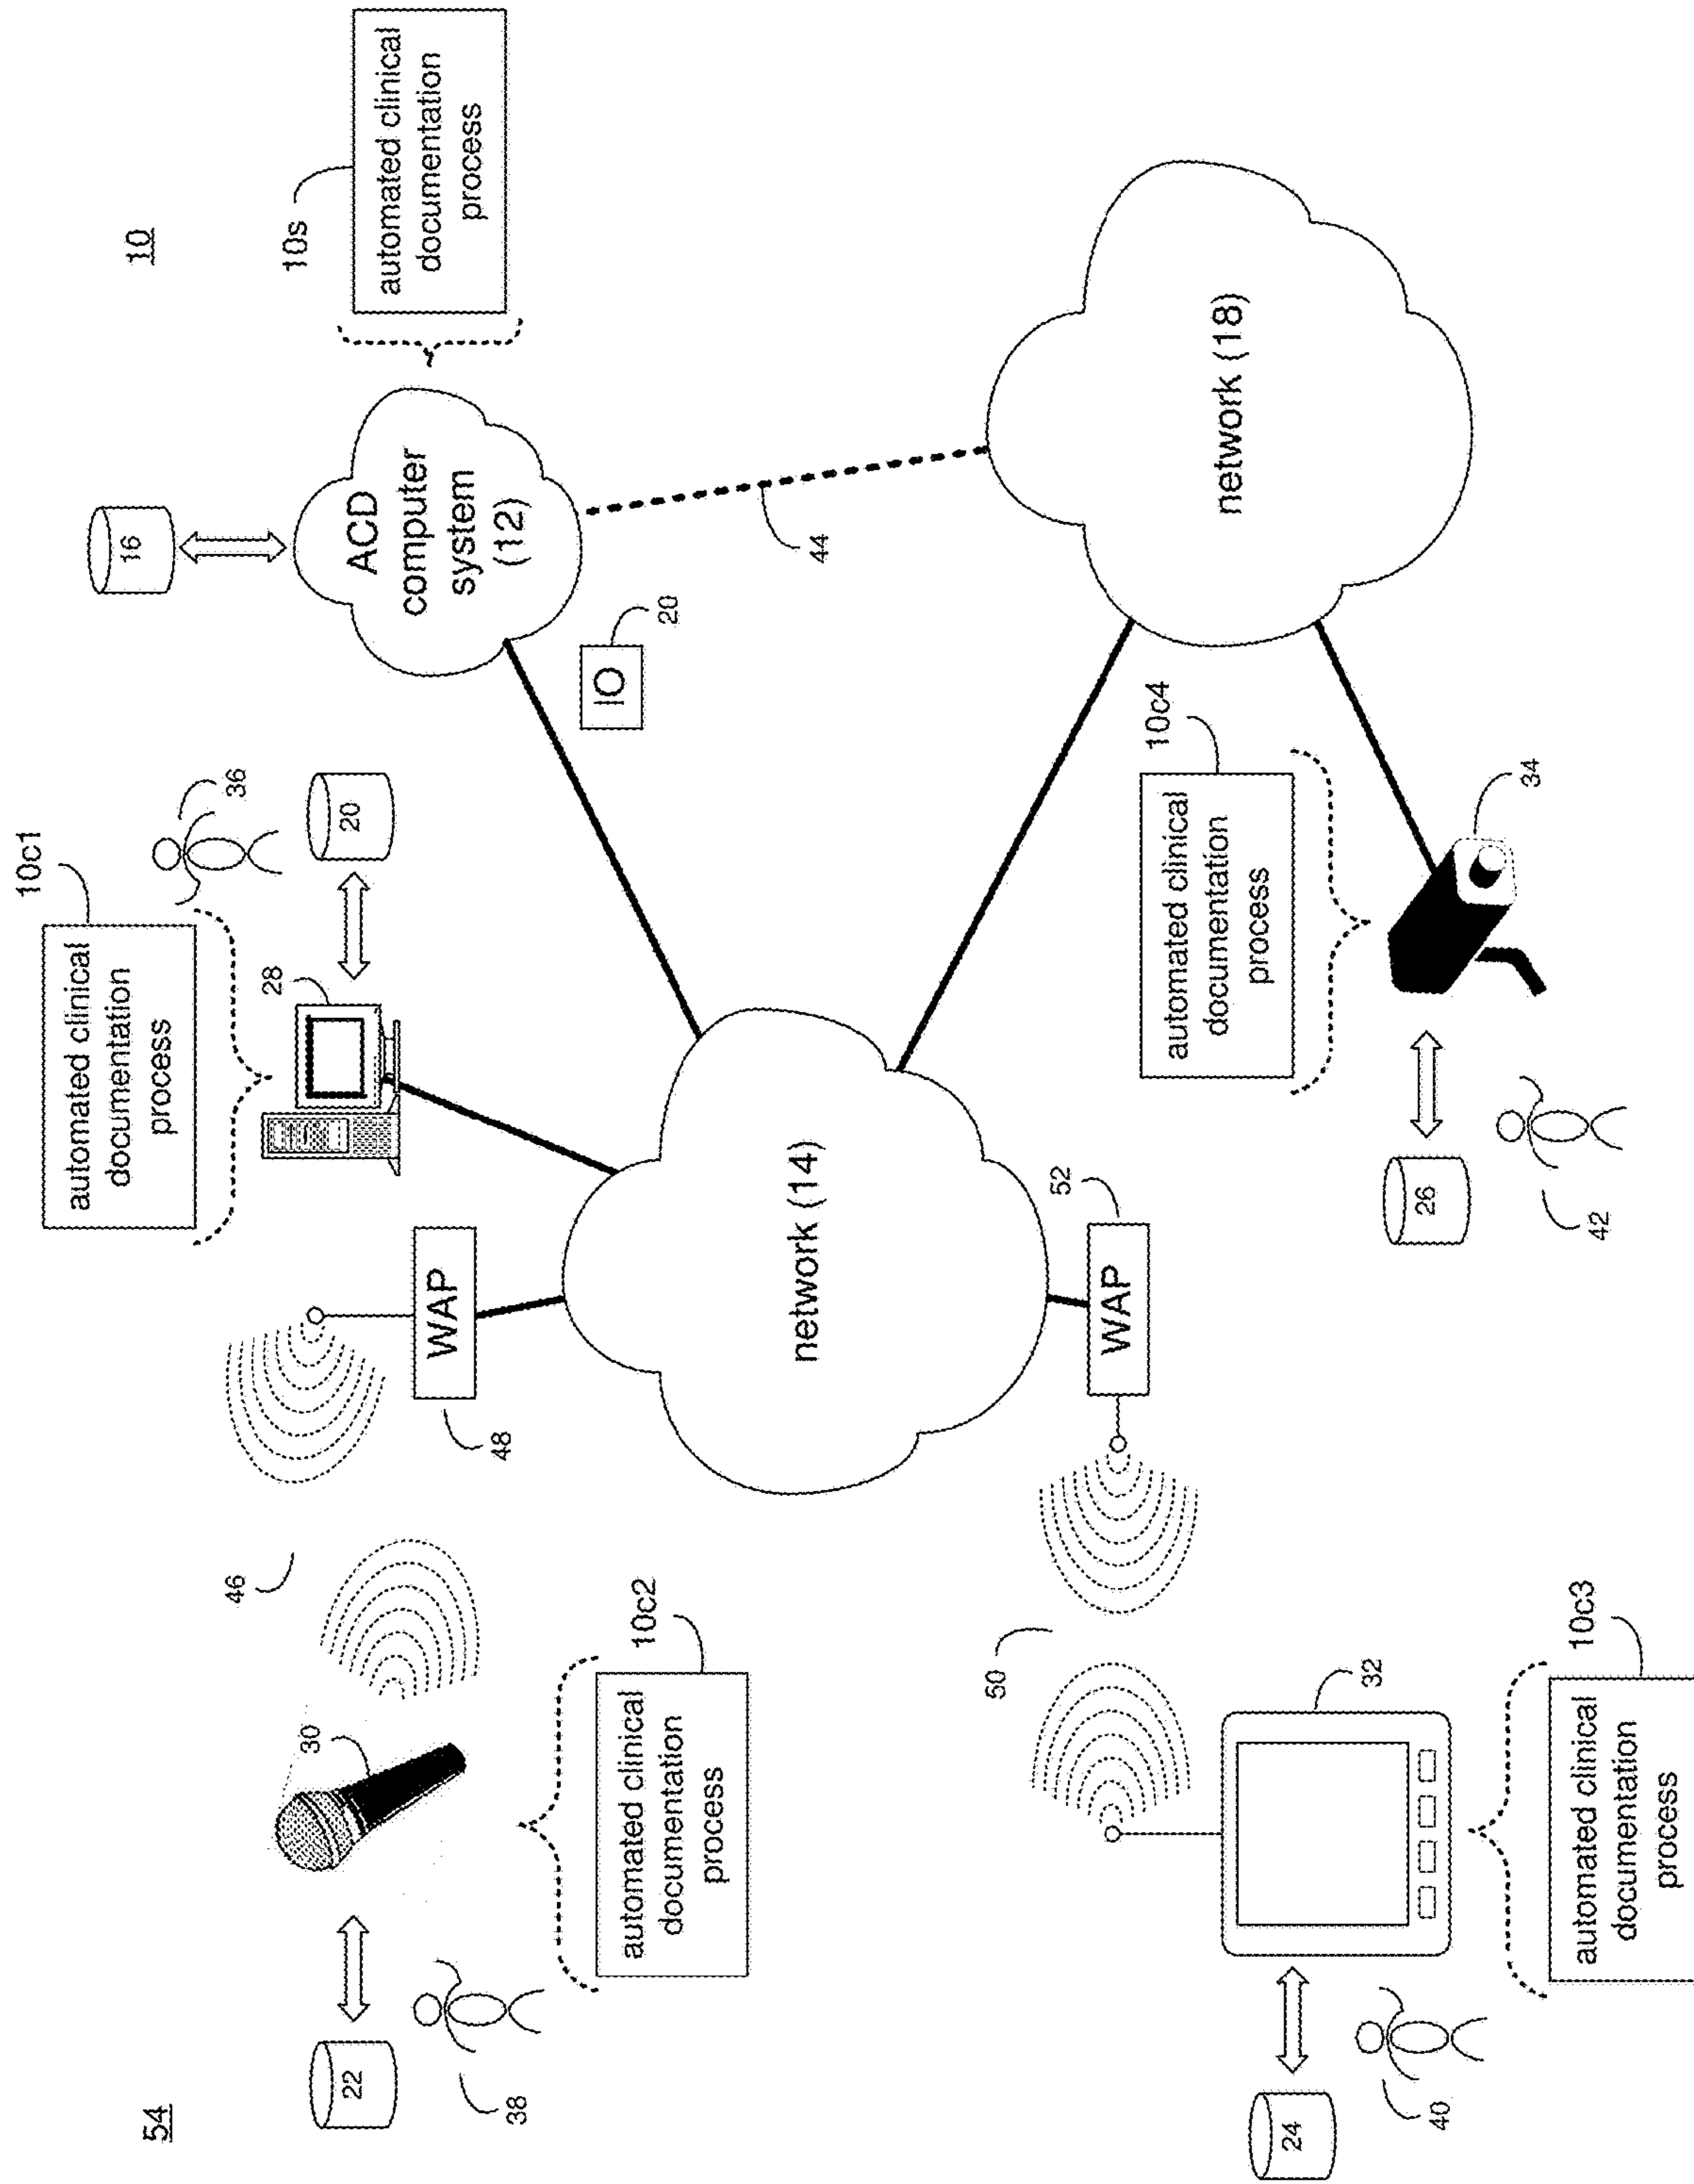 54
10
10c1
automated clinical
documentation
process
16
36
46
28
10s
automated clinical
documentation
process
30
22
20
ACD
computer
system
(12)
WAP
48
38
10c2
automated clinical
documentation
process
IO
20
network (14)
44
50
52
WAP
10c4
automated clinical
documentation
process
network (18)
24
32
40
26
34
10c3
automated clinical
documentation
process
42